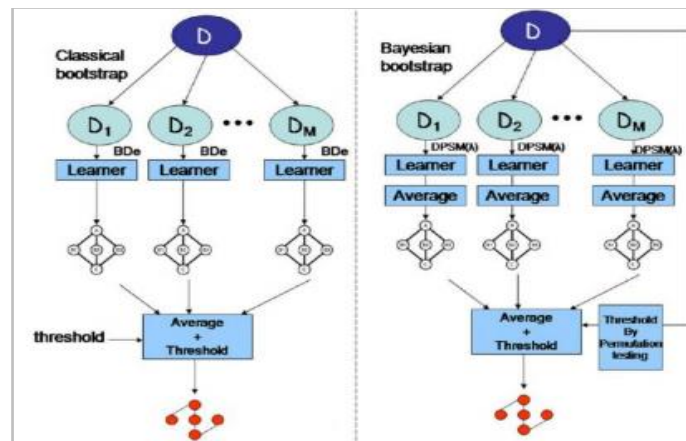 D
Classical
bootstrap
D1
D2
•••
DM
BDe
BDe
BDe
Learner
Learner
Learner
threshold
Average
+
Threshold
D
Bayesian
bootstrap
D1
D2
•••
DM
DPSM(λ)
DPSM(λ)
DPSM(λ)
Learner
Learner
Learner
Average
Average
Average
Average
+
Threshold
Threshold
By
Permutation
testing